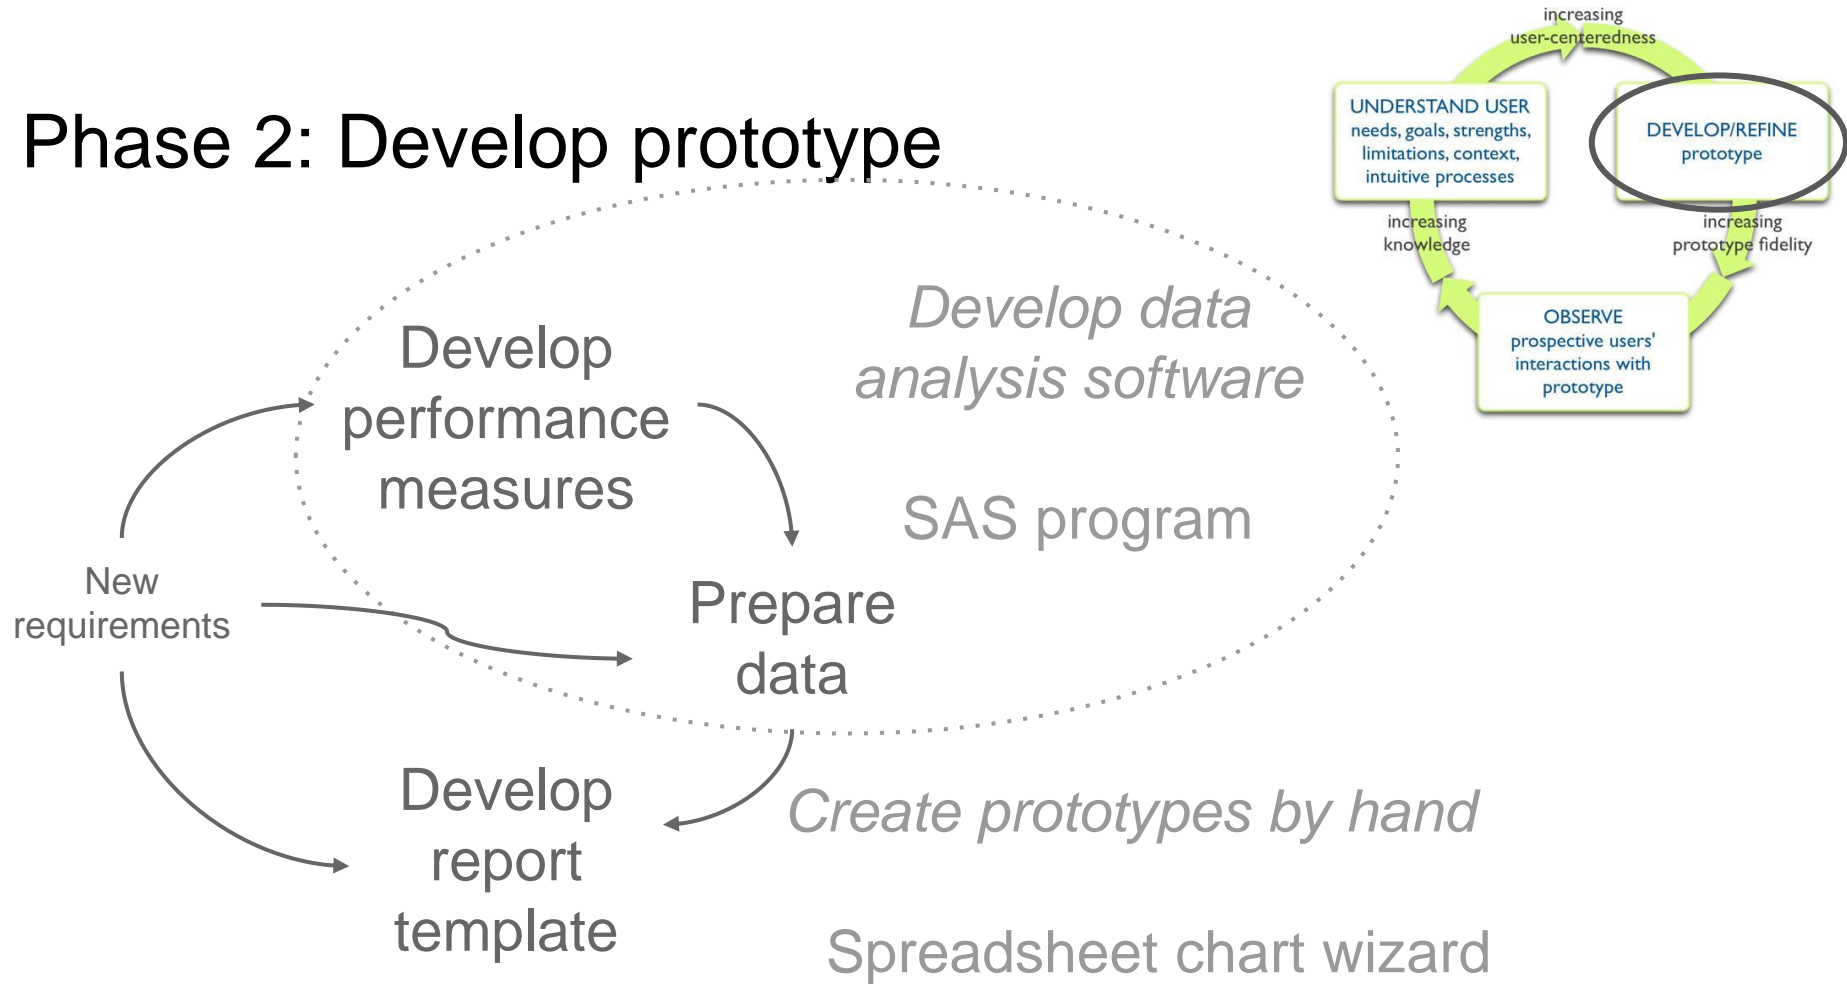 Phase 2: Develop prototype
increasing
user-centeredness
UNDERSTAND USER
needs, goals, strengths,
limitations, context,
intuitive processes
DEVELOP/REFINE
prototype
increasing
knowledge
increasing
prototype fidelity
OBSERVE
prospective users'
interactions with
prototype
Develop
performance
measures
Develop data
analysis software
SAS program
New
requirements
Prepare
data
Develop
report
template
Create prototypes by hand
Spreadsheet chart wizard